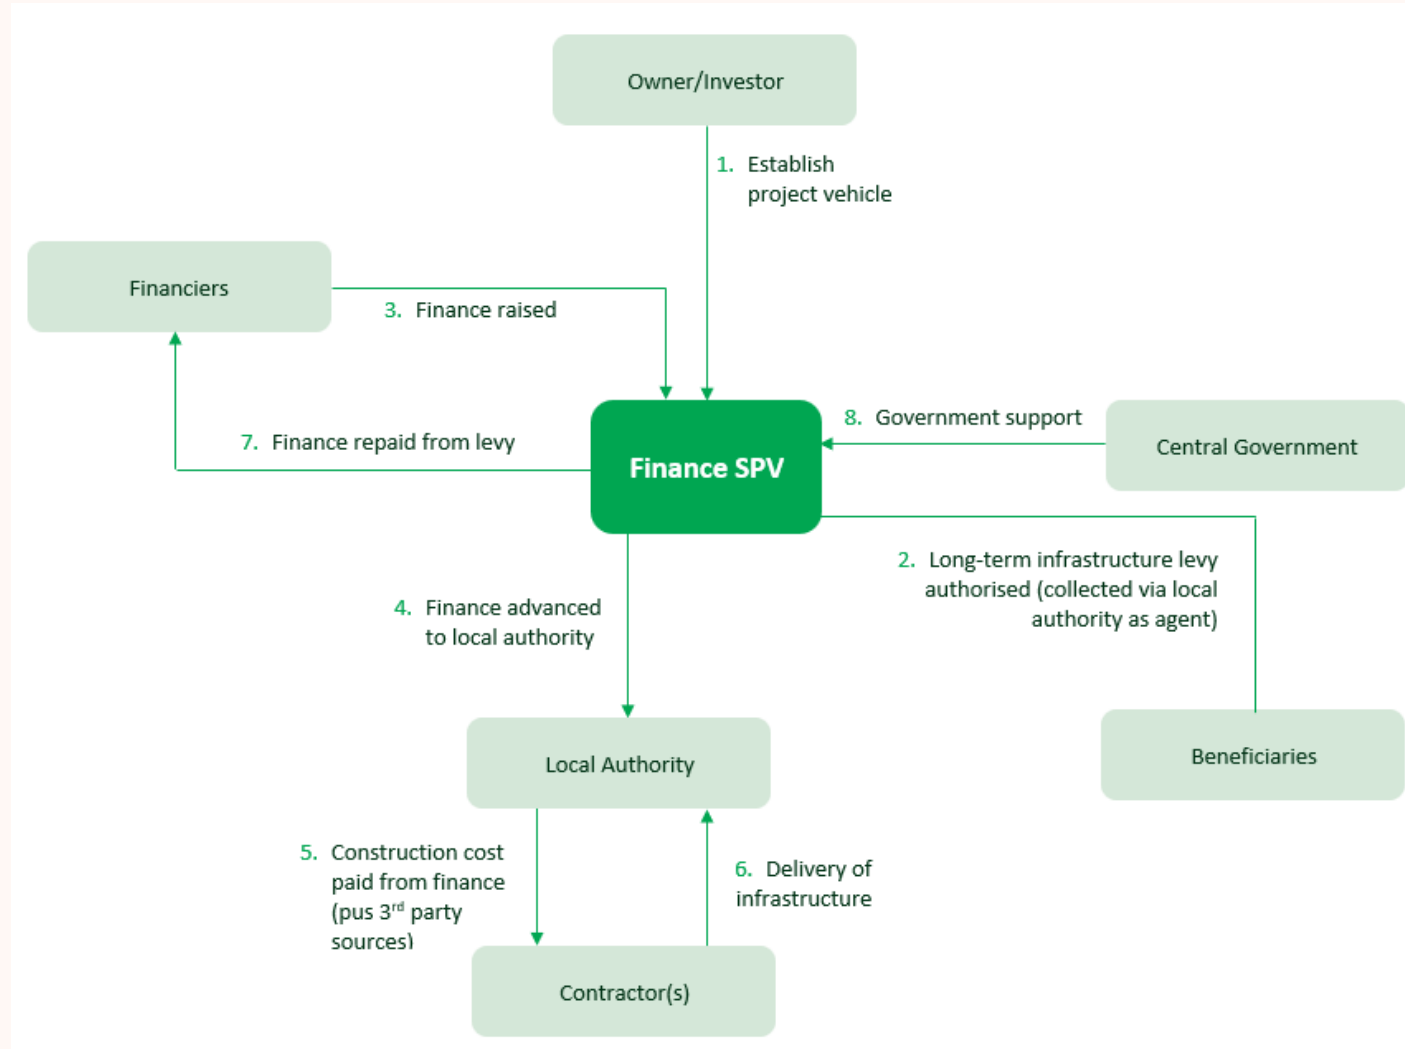 Owner/Investor
1. Establish
project vehicle
Financiers
3. Finance raised
8. Government support
Central Government
7. Finance repaid from levy
Finance SPV
2. Long-term infrastructure levy
authorised (collected via local
authority as agent)
4. Finance advanced
to local authority
Local Authority
Beneficiaries
5. Construction cost
paid from finance
(pus 3rd party
sources)
6. Delivery of
infrastructure
Contractor(s)